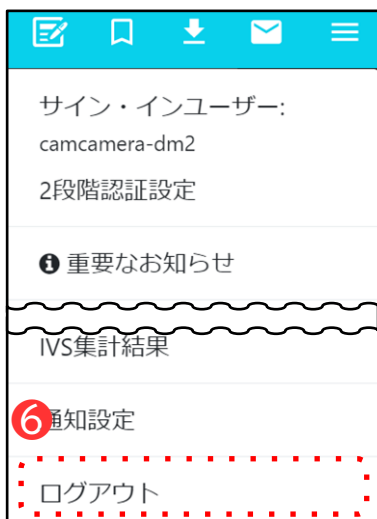 サイン・インユーザー:
camcamera-dm2
2段階認証設定
重要なお知らせ
IVS集計結果
6
通知設定
ログアウト